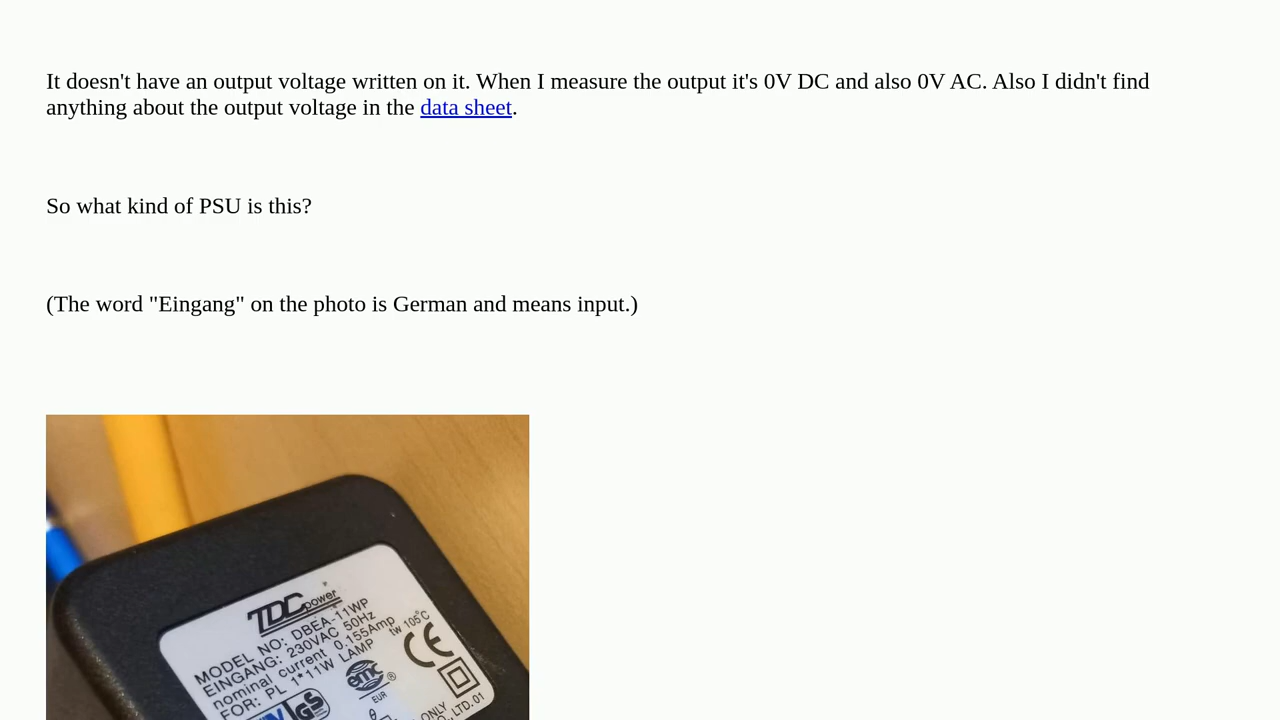 It doesn't have an output voltage written on it. When I measure the output it's 0V DC and also 0V AC. Also I didn't find
anything about the output voltage in the data sheet.
So what kind of PSU is this?
(The word "Eingang" on the photo is German and means input.)
TDC power
MODEL NO: DBEA-11WP
EINGANG: 230VAC 50Hz
nominal current 0.155Amp tw 105°C
FOR: PL 1*11W LAMP
CE
emc ®
EUR
GS
ONLY
LTD. 01